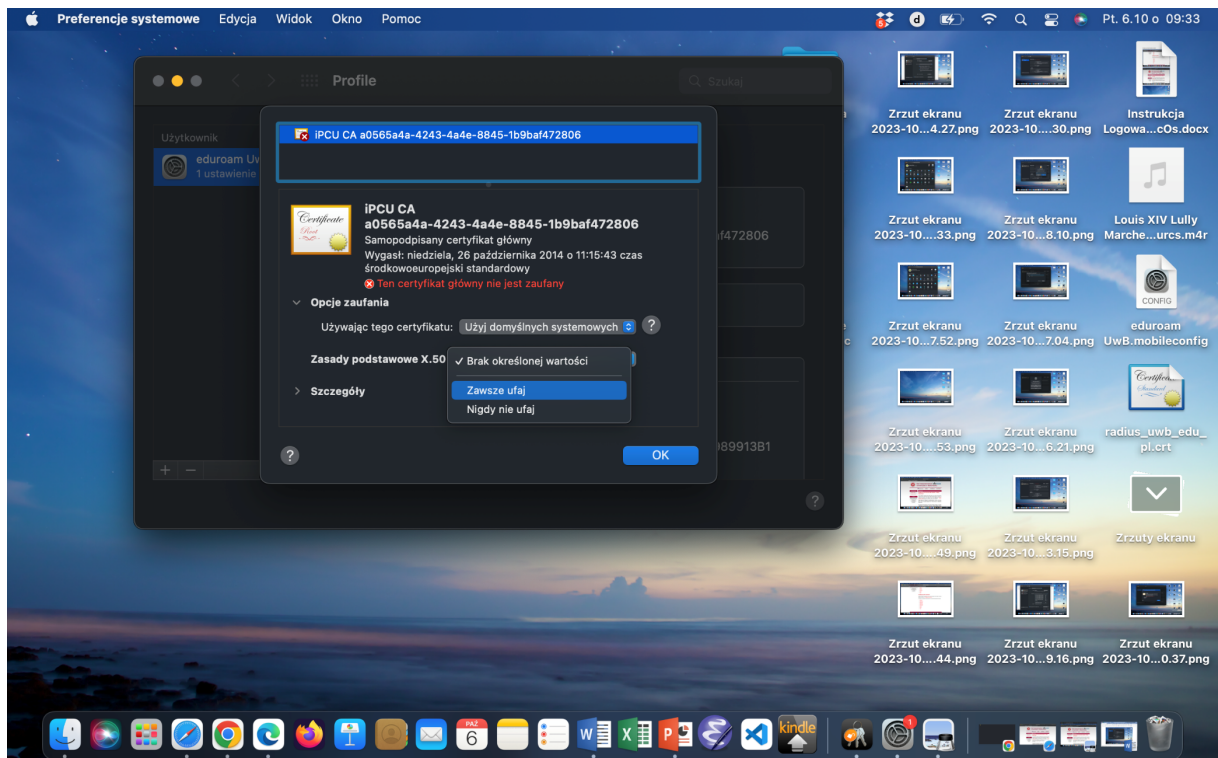 Preferencje systemowe Edycja Widok Okno Pomoc
Pt. 6.10 o 09:33
Profile
Szukaj
Użytkownik
eduroam Uw
1 ustawienie
iPCU CA a0565a4a-4243-4a4e-8845-1b9baf472806
iPCU CA
a0565a4a-4243-4a4e-8845-1b9baf472806
Samopodpisany certyfikat główny
Wygasł: niedziela, 26 października 2014 o 11:15:43 czas
środkowoeuropejski standardowy
Ten certyfikat główny nie jest zaufany
Opcje zaufania
Używając tego certyfikatu: Użyj domyślnych systemowych ?
Zasady podstawowe X.50
✓ Brak określonej wartości
Zawsze ufaj
Nigdy nie ufaj
Szczegóły
?
OK
af472806
989913B1
+ −
?
Zrzut ekranu
2023-10...4.27.png
Zrzut ekranu
2023-10....30.png
Instrukcja
Logowa...cOs.docx
Zrzut ekranu
2023-10....33.png
Zrzut ekranu
2023-10...8.10.png
Louis XIV Lully
Marche...urcs.m4r
CONFIG
Zrzut ekranu
2023-10...7.52.png
Zrzut ekranu
2023-10...7.04.png
eduroam
UwB.mobileconfig
Zrzut ekranu
2023-10....53.png
Zrzut ekranu
2023-10...6.21.png
radius_uwb_edu_
pl.crt
Zrzut ekranu
2023-10....49.png
Zrzut ekranu
2023-10...3.15.png
Zrzuty ekranu
Zrzut ekranu
2023-10....44.png
Zrzut ekranu
2023-10...9.16.png
Zrzut ekranu
2023-10...0.37.png
PAŹ
6
kindle
1